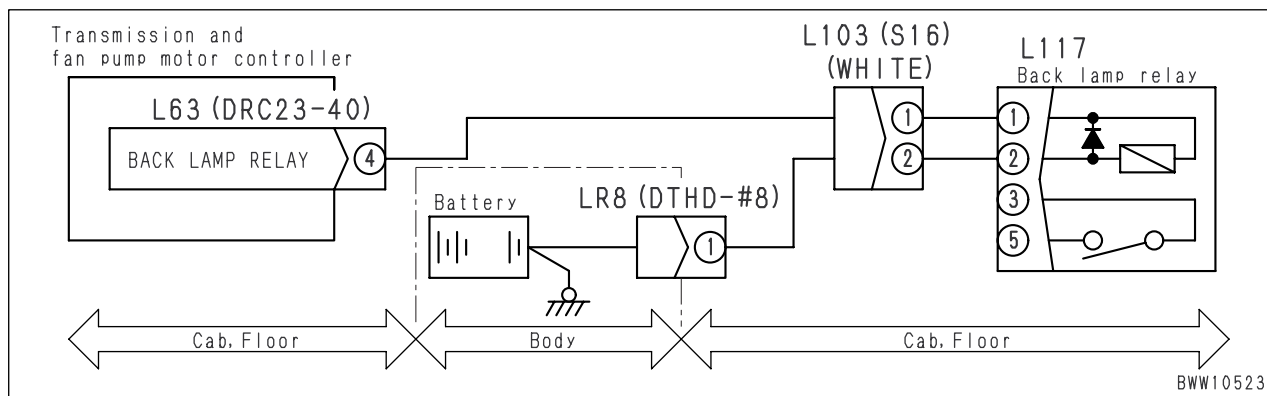 Transmission and
fan pump motor controller
L63 (DRC23-40)
BACK LAMP RELAY
4
Battery
LR8 (DTHD-#8)
1
L103 (S16)
(WHITE)
1
2
L117
Back lamp relay
1
2
3
5
Cab, Floor
Body
Cab, Floor
BWW10523